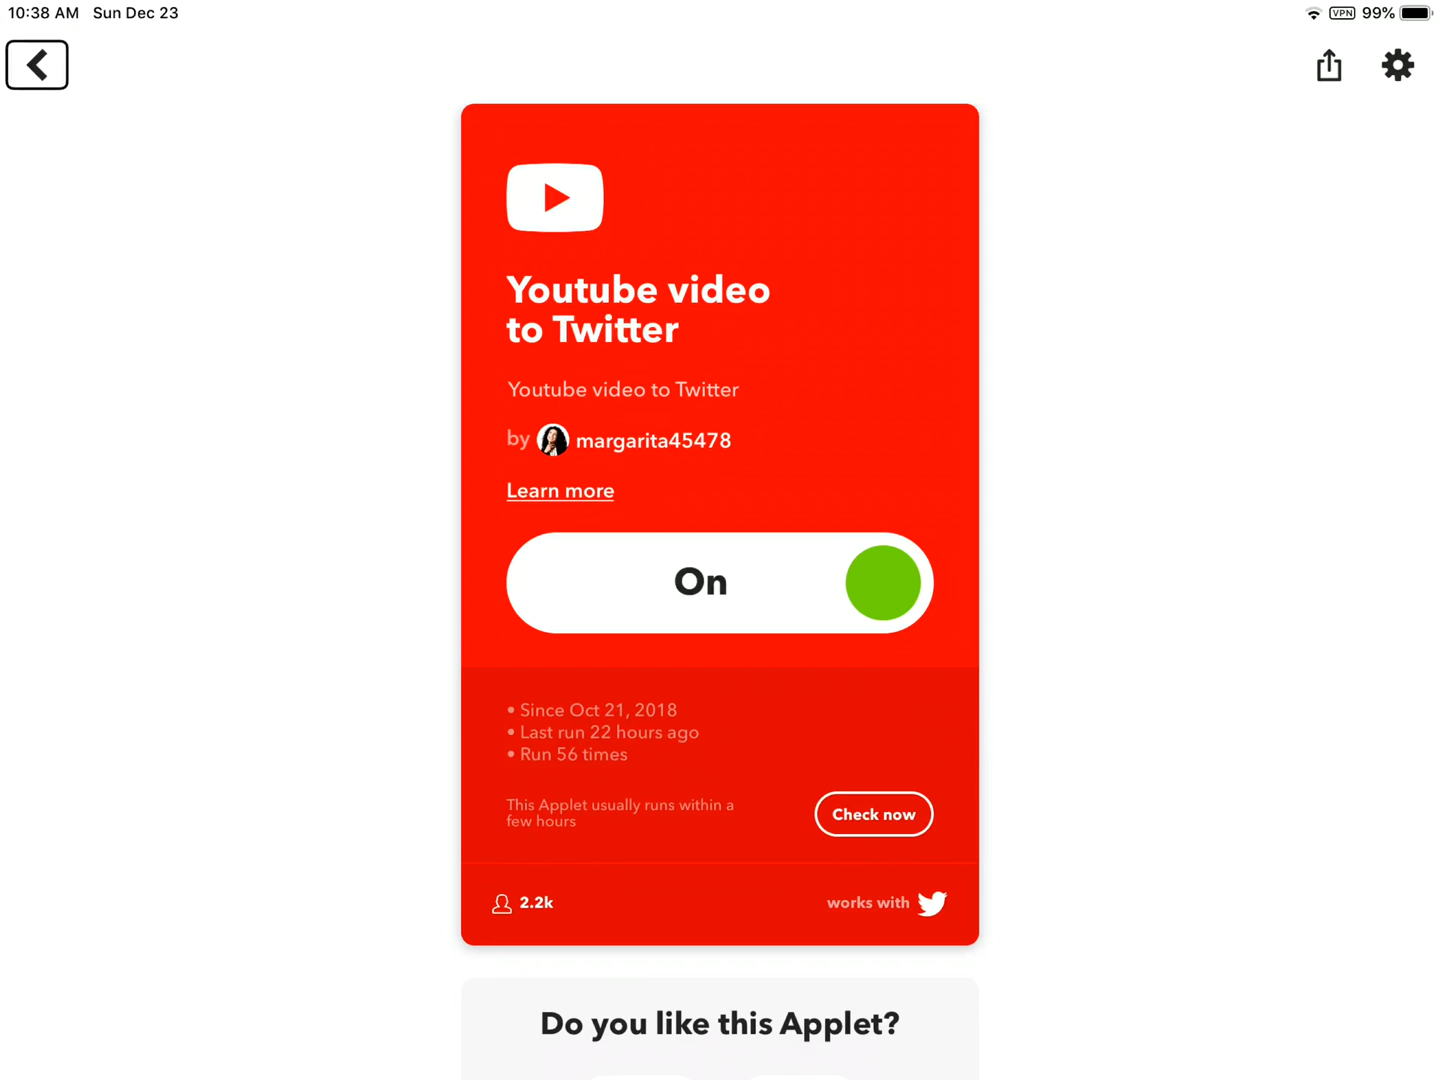 10:38 AM Sun Dec 23
VPN 99%
Youtube video
to Twitter
Youtube video to Twitter
by margarita45478
Learn more
On
• Since Oct 21, 2018
• Last run 22 hours ago
• Run 56 times
This Applet usually runs within a
few hours
Check now
2.2k
works with
Do you like this Applet?